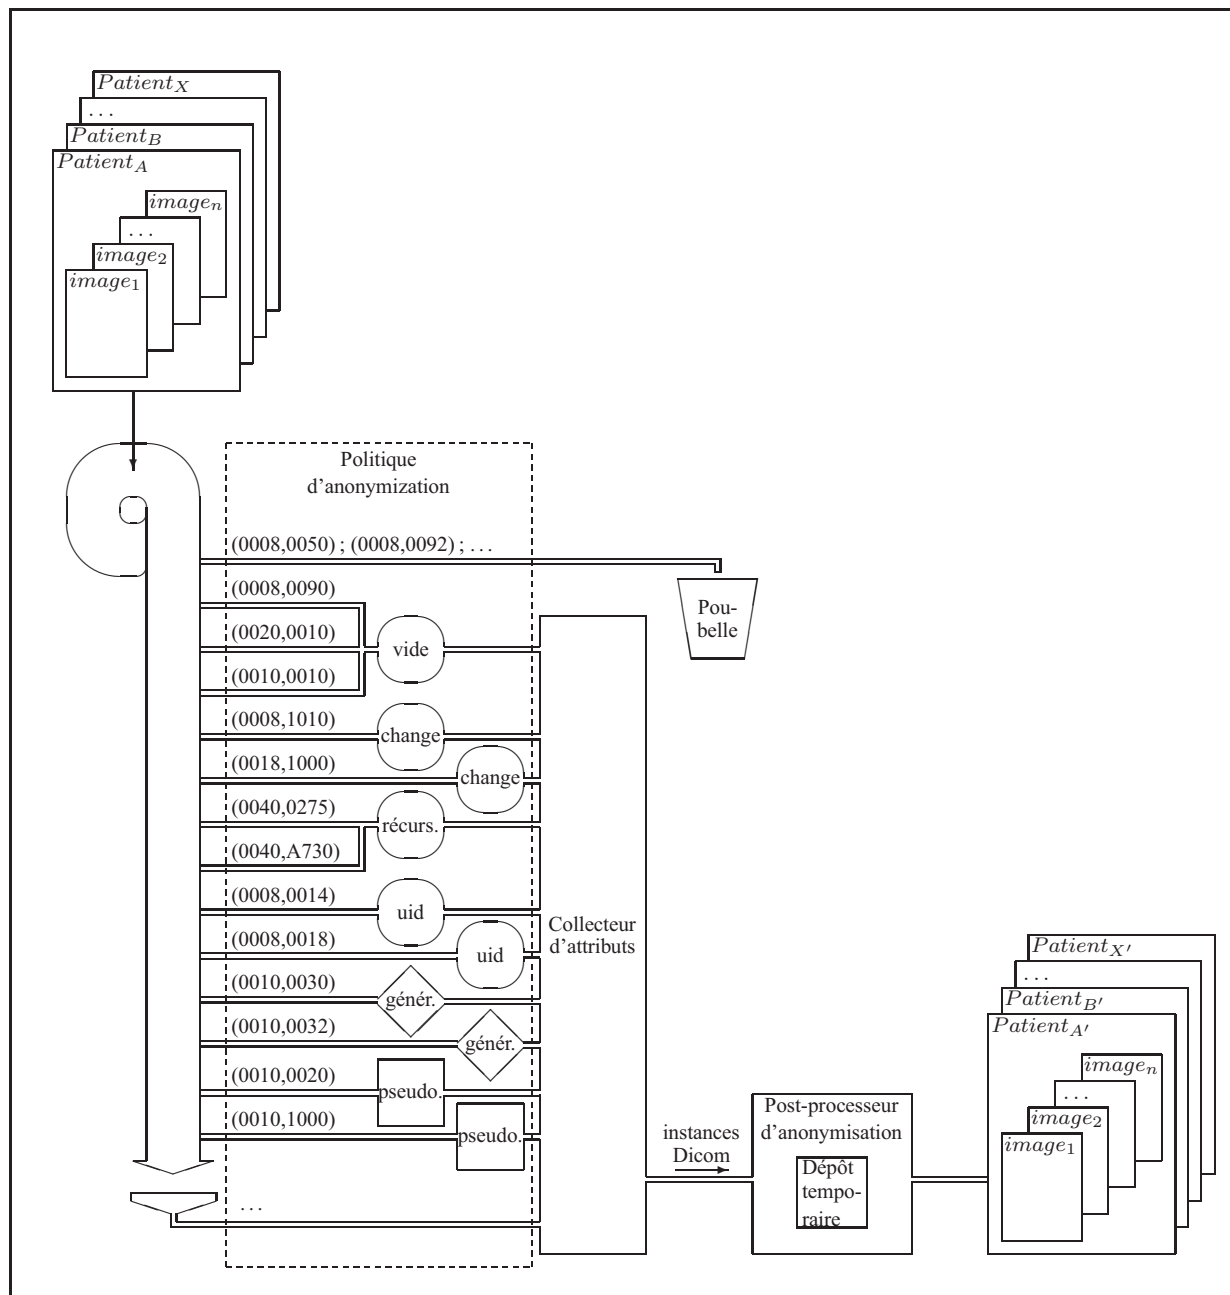 Patient_X
...
Patient_B
Patient_A
image_n
...
image_2
image_1
Politique
d'anonymization
(0008,0050) ; (0008,0092) ; ...
(0008,0090)
(0020,0010)
(0010,0010)
vide
Pou-
belle
(0008,1010)
change
(0018,1000)
change
(0040,0275)
récurs.
(0040,A730)
(0008,0014)
uid
(0008,0018)
uid
(0010,0030)
génér.
(0010,0032)
génér.
(0010,0020)
pseudo.
(0010,1000)
pseudo.
...
Collecteur
d'attributs
instances
Dicom
Post-processeur
d'anonymisation
Dépôt
tempo-
raire
Patient_X'
...
Patient_B'
Patient_A'
image_n
...
image_2
image_1